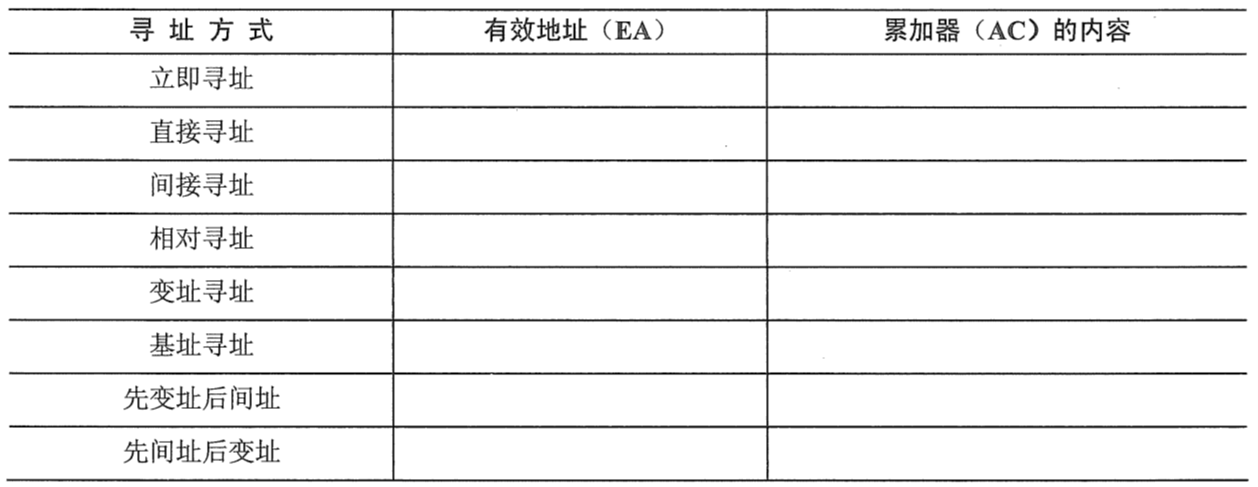 寻 址 方 式 有效地址（EA） 累加器（AC）的内容
立即寻址
直接寻址
间接寻址
相对寻址
变址寻址
基址寻址
先变址后间址
先间址后变址